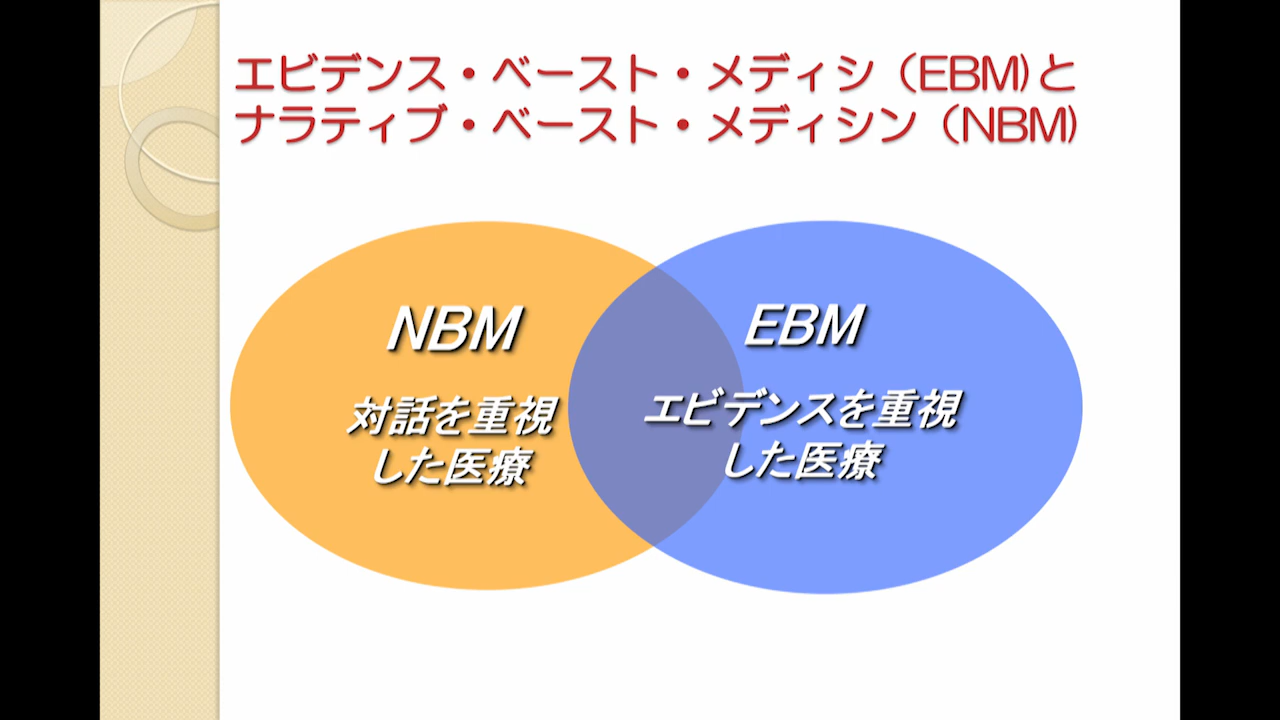 エビデンス・ベースト・メディシ（EBM)と
ナラティブ・ベースト・メディシン（NBM)
NBM
対話を重視
した医療
EBM
エビデンスを重視
した医療